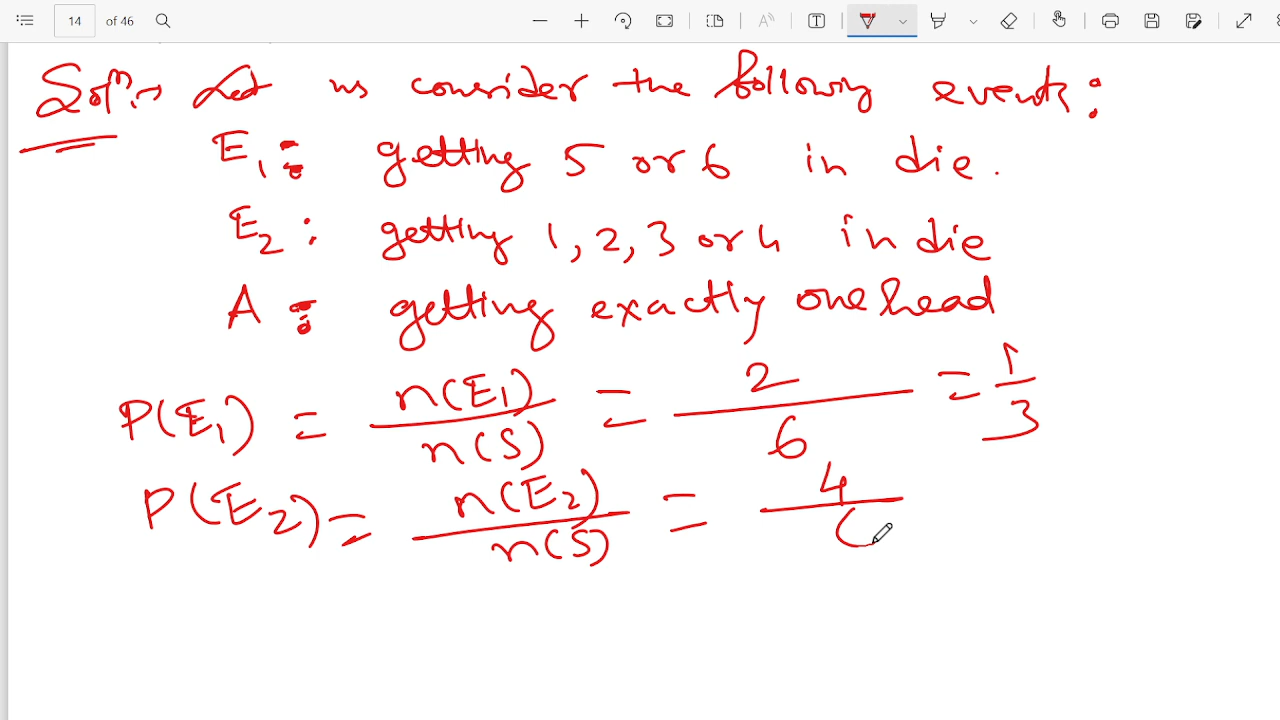 14 of 46
Solⁿ:→ Let us consider the following events:
E₁: getting 5 or 6 in die.
E₂: getting 1, 2, 3 or 4 in die
A: getting exactly one head
P(E₁) = n(E₁)/n(S) = 2/6 = 1/3
P(E₂) = n(E₂)/n(S) = 4/